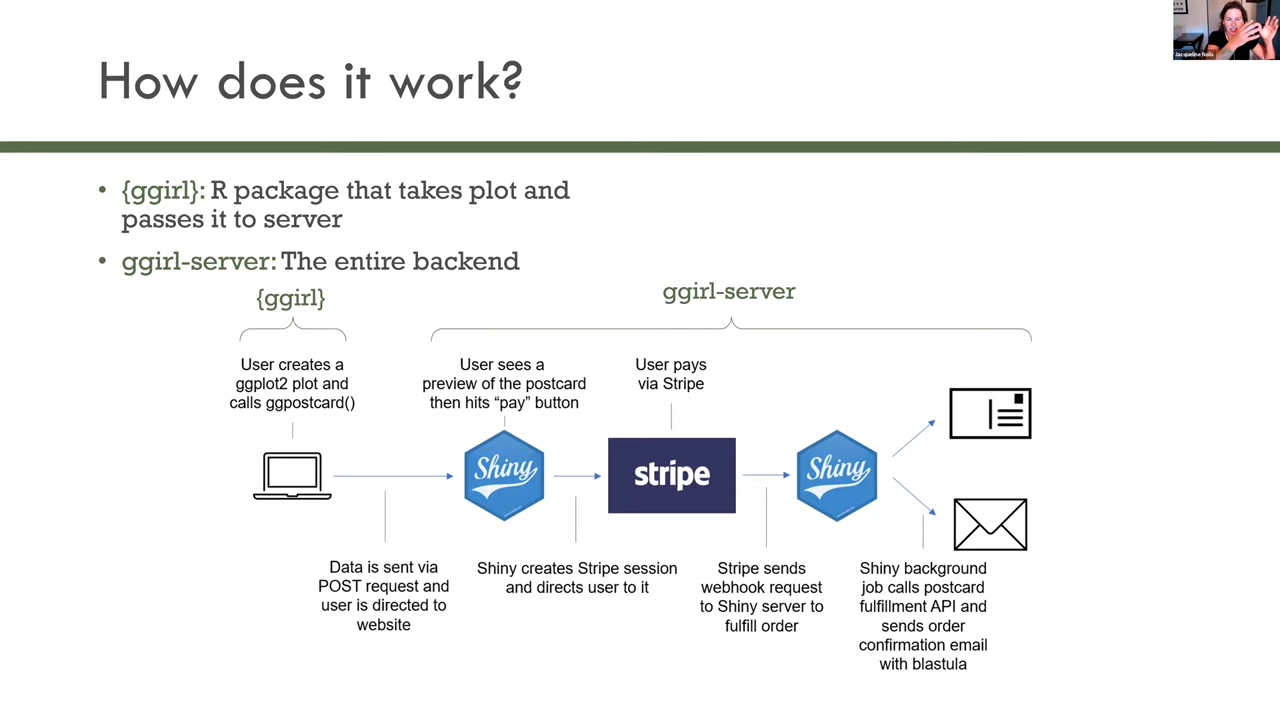 Jacqueline Nolis
How does it work?
• {ggirl}: R package that takes plot and
passes it to server
• ggirl-server: The entire backend
{ggirl}
ggirl-server
User creates a
ggplot2 plot and
calls ggpostcard()
User sees a
preview of the postcard
then hits “pay” button
User pays
via Stripe
Shiny
stripe
Shiny
Data is sent via
POST request and
user is directed to
website
Shiny creates Stripe session
and directs user to it
Stripe sends
webhook request
to Shiny server to
fulfill order
Shiny background
job calls postcard
fulfillment API and
sends order
confirmation email
with blastula